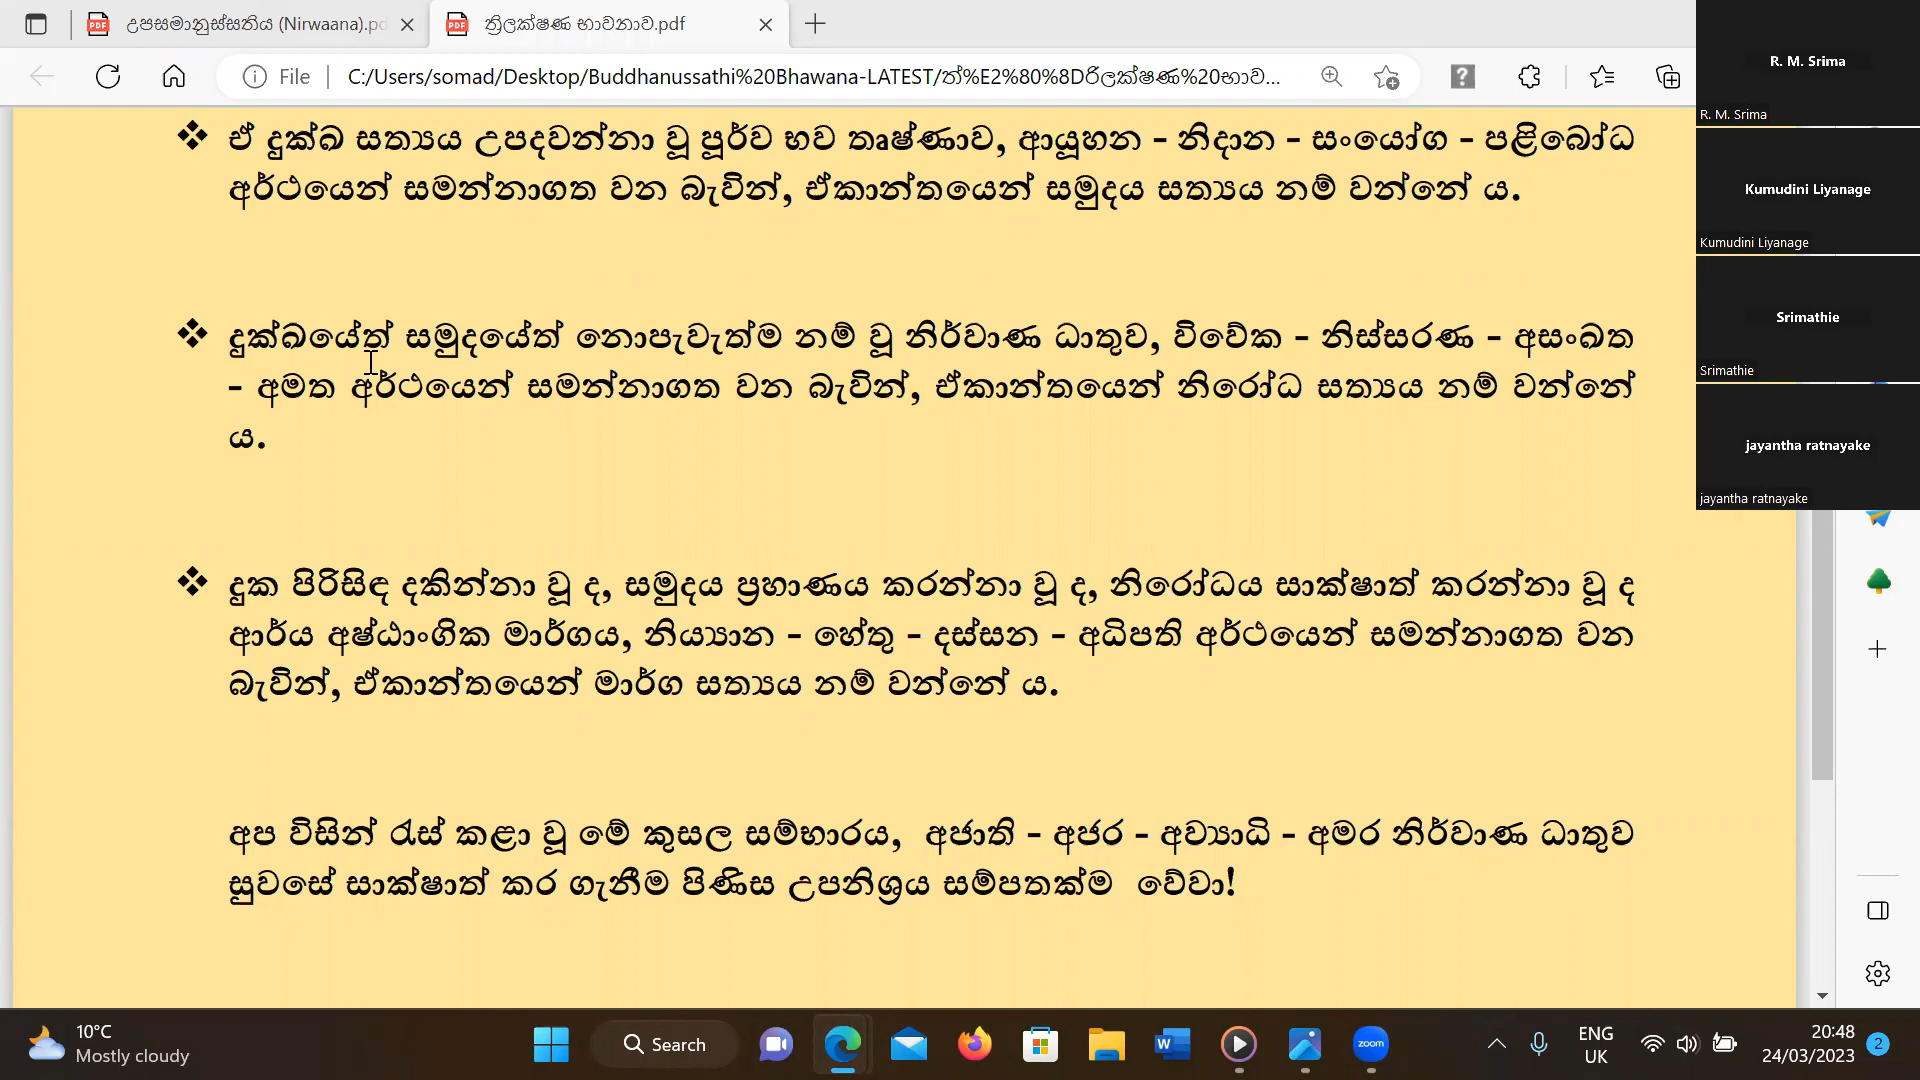 උපසමානුස්සතිය (Nirwaana).pd
ත්‍රිලක්ෂණ භාවනාව.pdf
File
C:/Users/somad/Desktop/Buddhanussathi%20Bhawana-LATEST/ත්%E2%80%8Dරිලක්ෂණ%20භාව...
❖ ඒ දුක්ඛ සත්‍යය උපදවන්නා වූ පූර්ව භව තෘෂ්ණාව, ආයූහන - නිදාන - සංයෝග - පළිබෝධ
අර්ථයෙන් සමන්නාගත වන බැවින්, ඒකාන්තයෙන් සමුදය සත්‍යය නම් වන්නේ ය.
❖ දුක්ඛයේත් සමුදයේත් නොපැවැත්ම නම් වූ නිර්වාණ ධාතුව, විවේක - නිස්සරණ - අසංඛත
- අමත අර්ථයෙන් සමන්නාගත වන බැවින්, ඒකාන්තයෙන් නිරෝධ සත්‍යය නම් වන්නේ
ය.
❖ දුක පිරිසිඳ දකින්නා වූ ද, සමුදය ප්‍රහාණය කරන්නා වූ ද, නිරෝධය සාක්ෂාත් කරන්නා වූ ද
ආර්ය අෂ්ඨාංගික මාර්ගය, නිය්‍යාන - හේතු - දස්සන - අධිපති අර්ථයෙන් සමන්නාගත වන
බැවින්, ඒකාන්තයෙන් මාර්ග සත්‍යය නම් වන්නේ ය.
අප විසින් රැස් කළා වූ මේ කුසල සම්භාරය, අජාති - අජර - අව්‍යාධි - අමර නිර්වාණ ධාතුව
සුවසේ සාක්ෂාත් කර ගැනීම පිණිස උපනිශ්‍රය සම්පතක්ම වේවා!
R. M. Srima
R. M. Srima
Kumudini Liyanage
Kumudini Liyanage
Srimathie
Srimathie
jayantha ratnayake
jayantha ratnayake
10°C
Mostly cloudy
Search
zoom
ENG
UK
20:48
24/03/2023
2